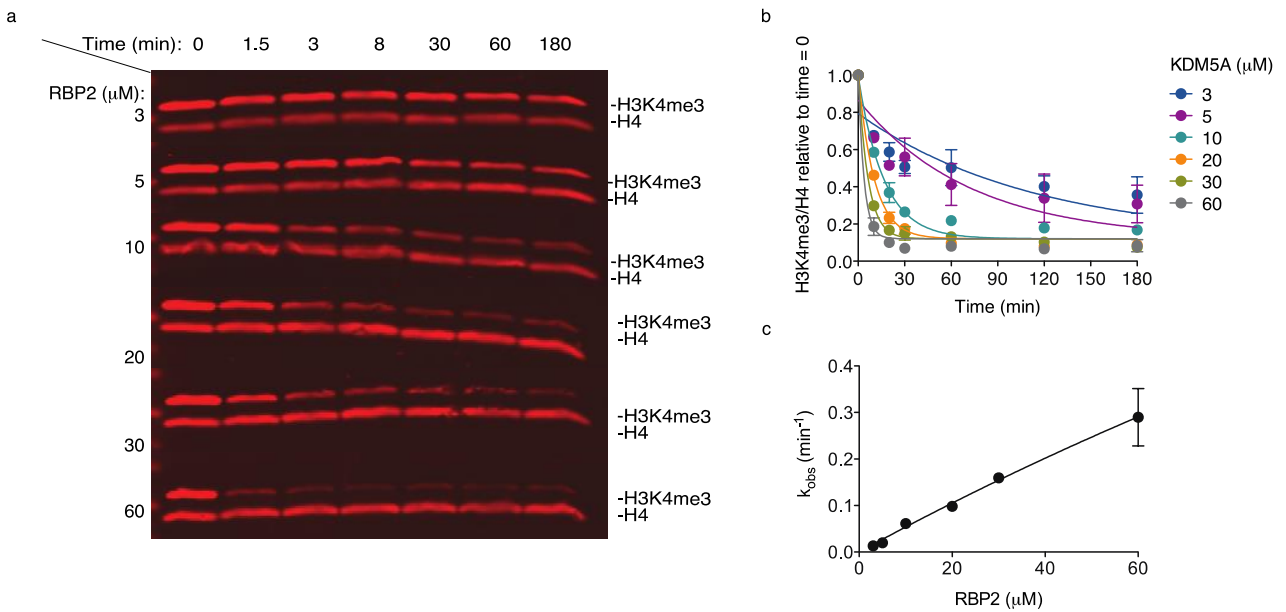 a
Time (min): 0 1.5 3 8 30 60 180
RBP2 (µM):
3
-H3K4me3
-H4
5
-H3K4me3
-H4
10
-H3K4me3
-H4
-H3K4me3
-H4
20
-H3K4me3
-H4
30
-H3K4me3
-H4
60
b
H3K4me3/H4 relative to time = 0
1.0
0.8
0.6
0.4
0.2
0.0
0 30 60 90 120 150 180
Time (min)
KDM5A (µM)
3
5
10
20
30
60
c
kobs (min-1)
0.4
0.3
0.2
0.1
0.0
0 20 40 60
RBP2 (µM)